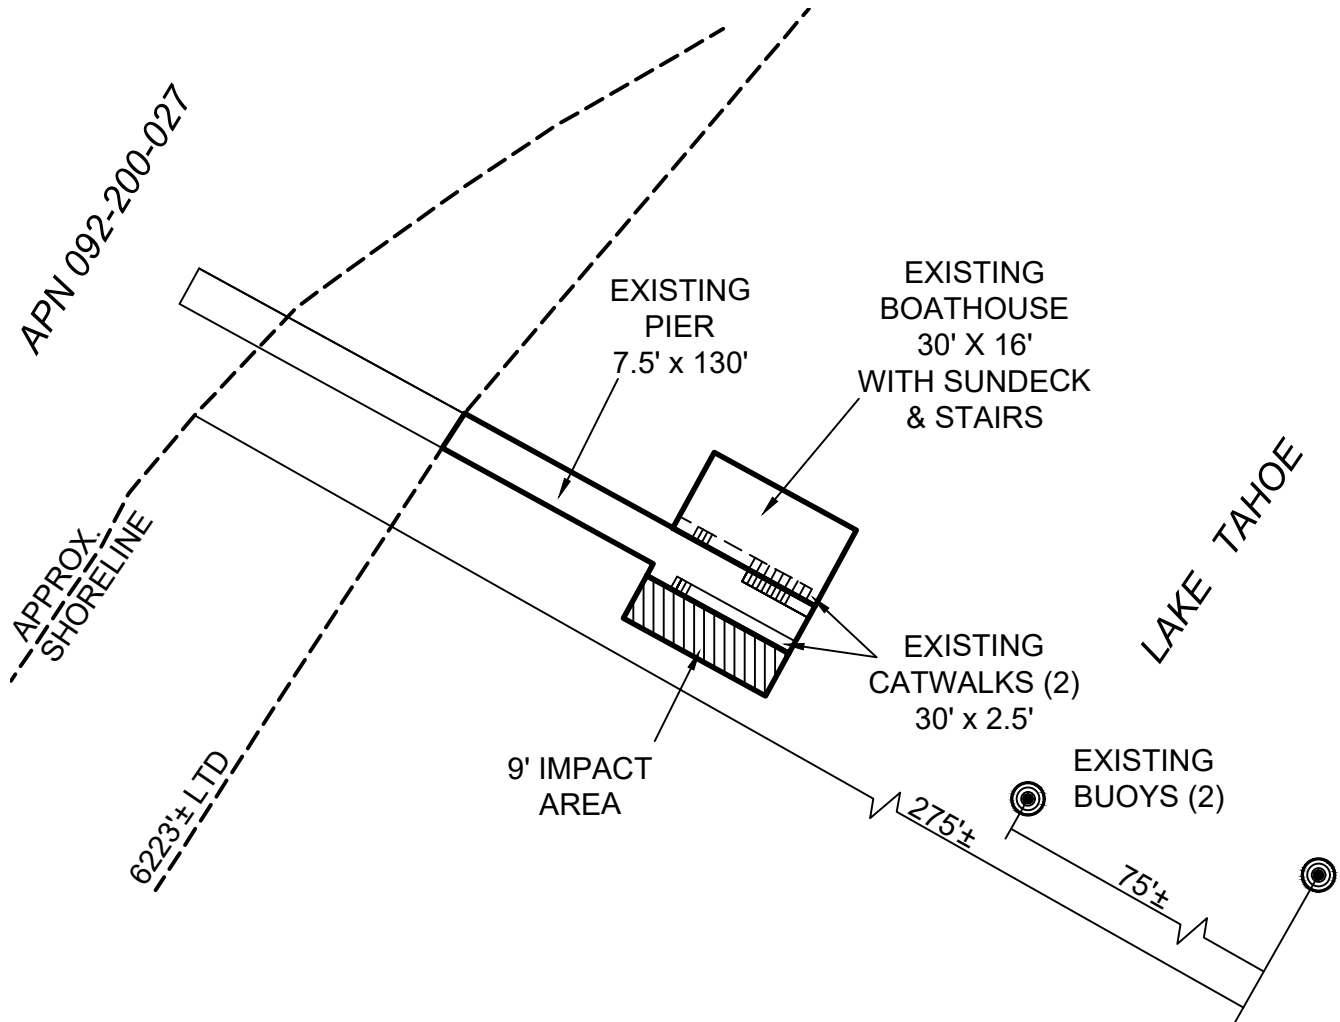 APN 092-200-027
EXISTING
PIER
7.5' x 130'
EXISTING
BOATHOUSE
30' X 16'
WITH SUNDECK
& STAIRS
LAKE TAHOE
APPROX.
SHORELINE
EXISTING
CATWALKS (2)
30' x 2.5'
6223'± LTD
9' IMPACT
AREA
EXISTING
BUOYS (2)
275'±
75'±